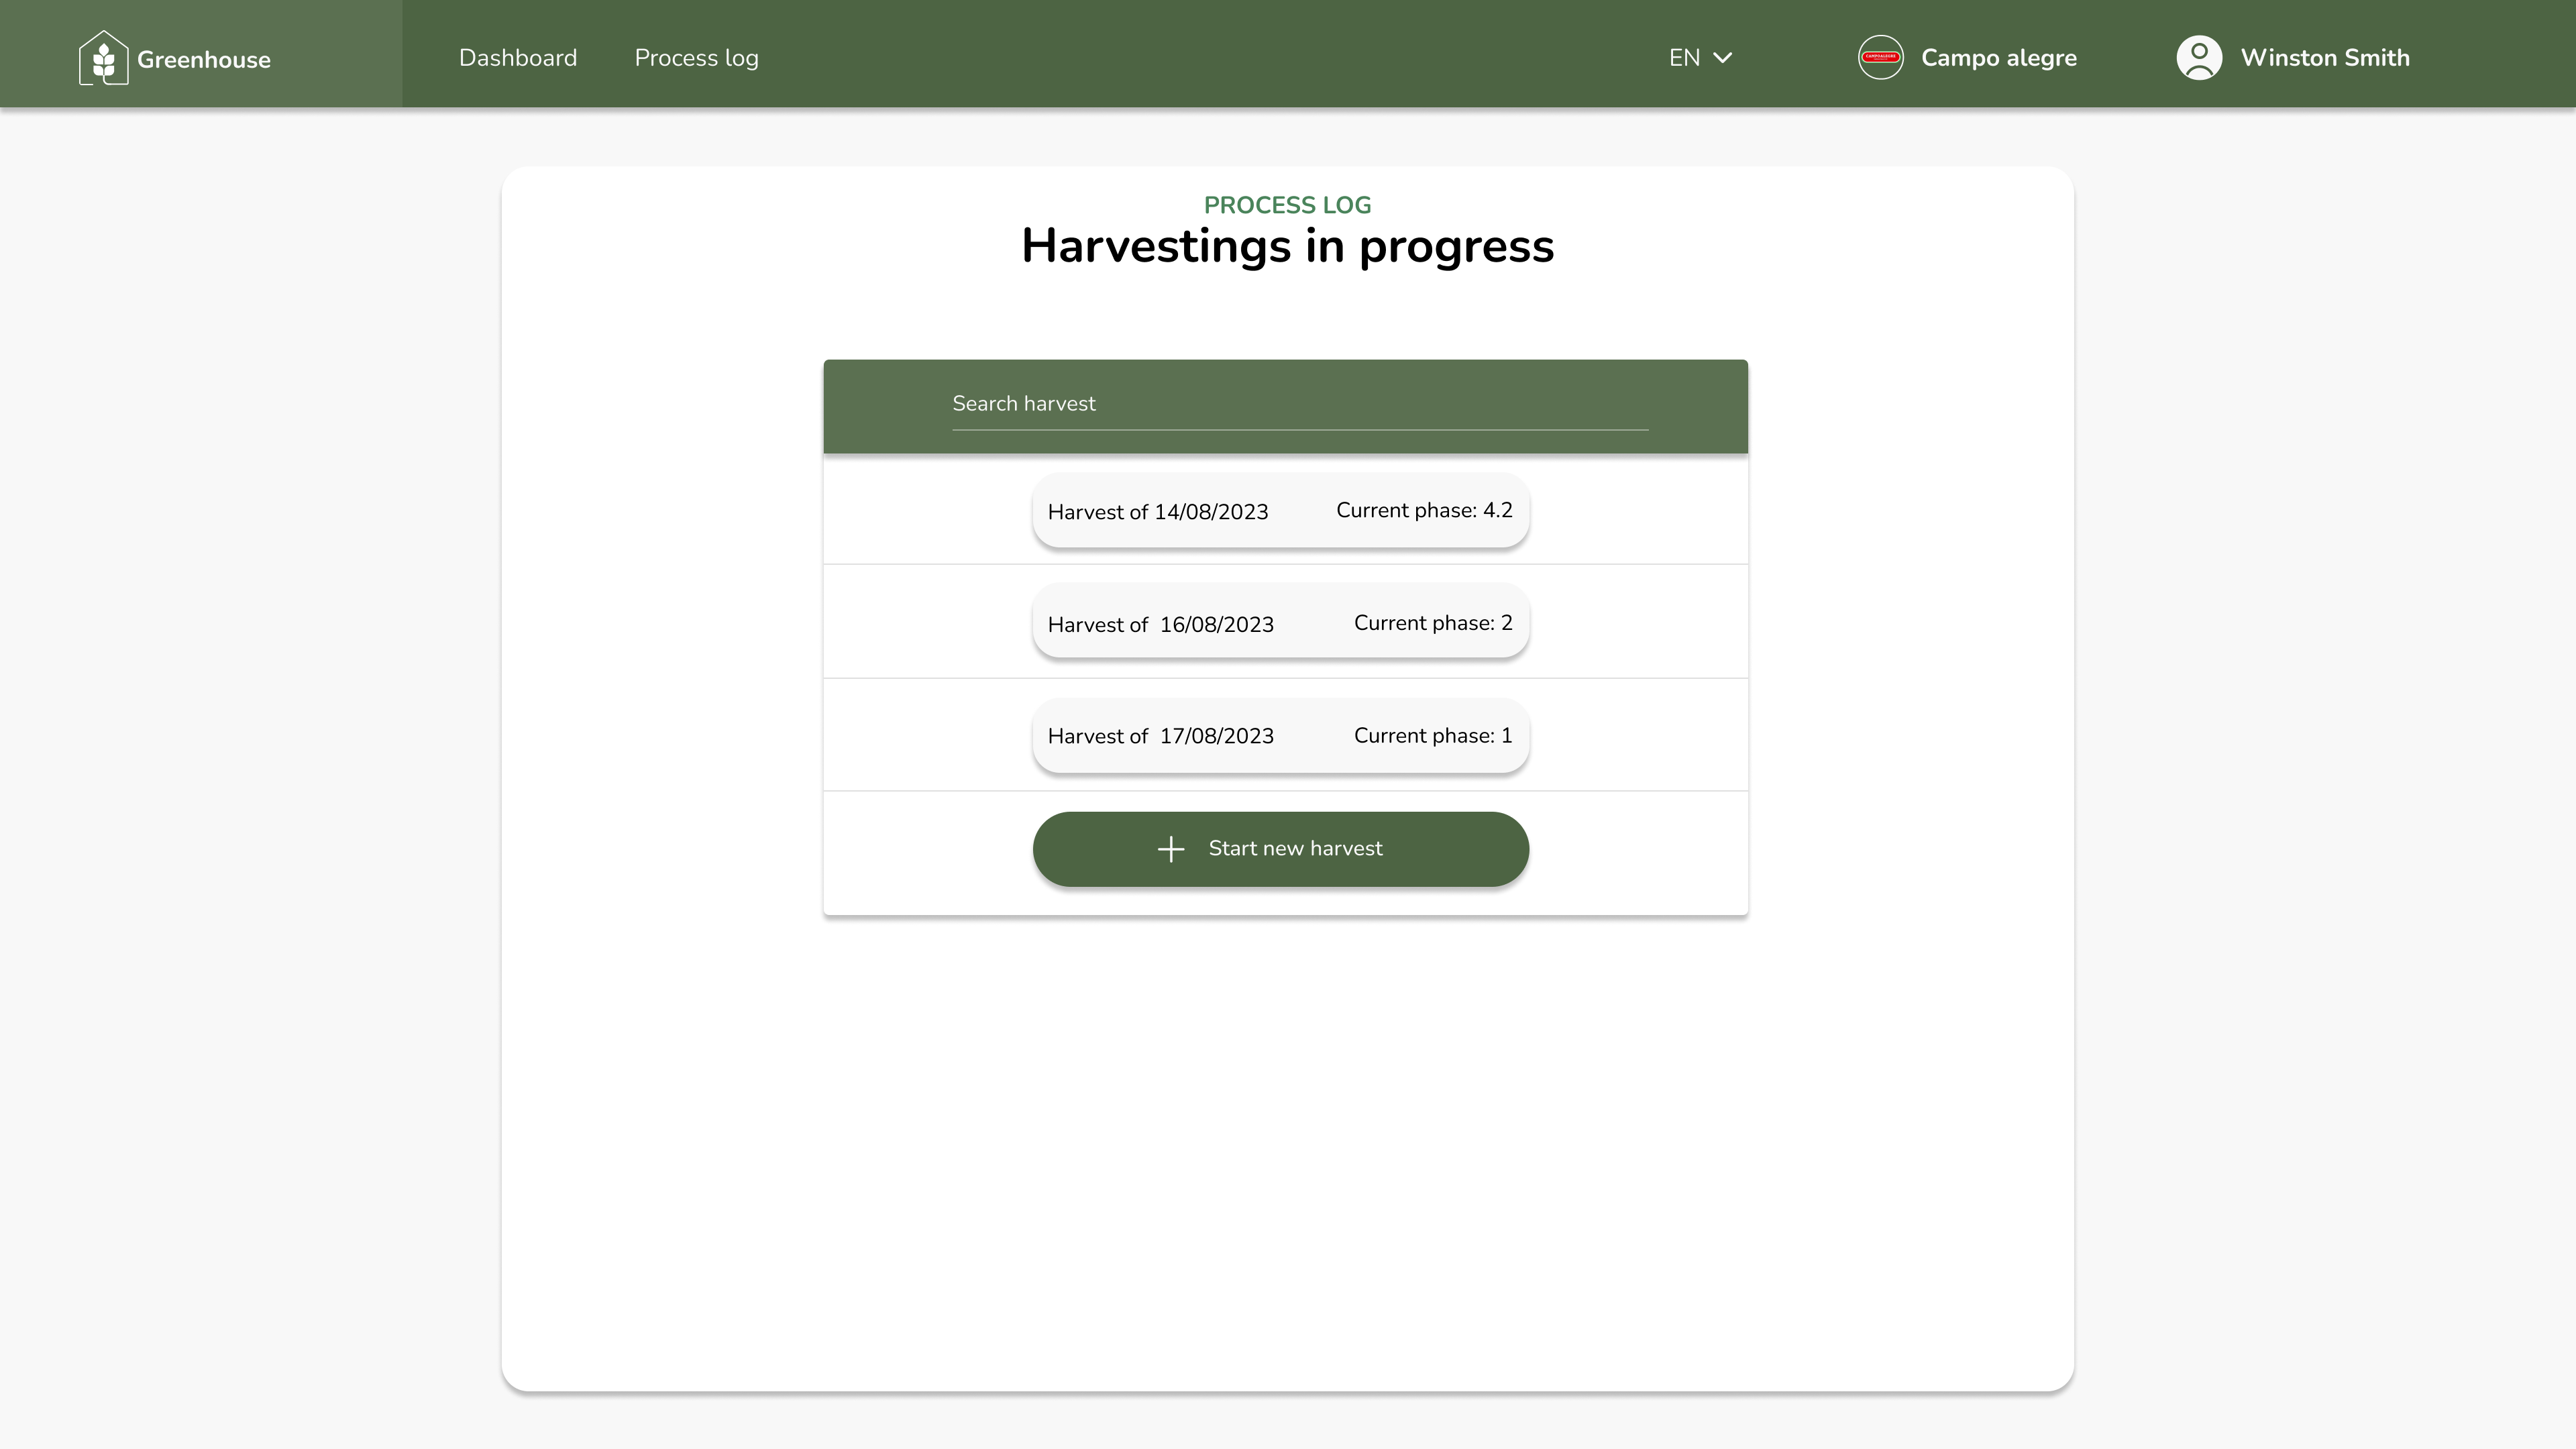 Greenhouse
Dashboard
Process log
EN
CAMPOALEGRE
Campo alegre
Winston Smith
PROCESS LOG
Harvestings in progress
Search harvest
Harvest of 14/08/2023
Current phase: 4.2
Harvest of 16/08/2023
Current phase: 2
Harvest of 17/08/2023
Current phase: 1
Start new harvest